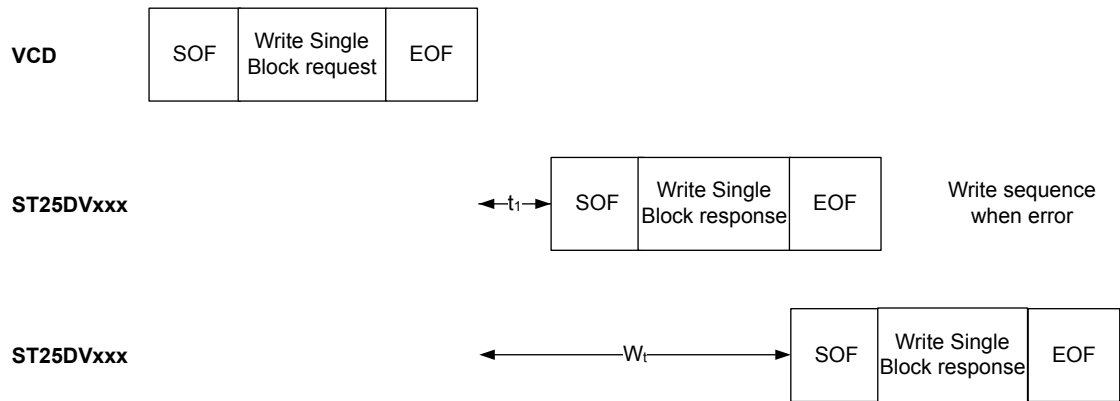 VCD
SOF
Write Single
Block request
EOF
ST25DVxxx
t1
SOF
Write Single
Block response
EOF
Write sequence
when error
ST25DVxxx
Wt
SOF
Write Single
Block response
EOF